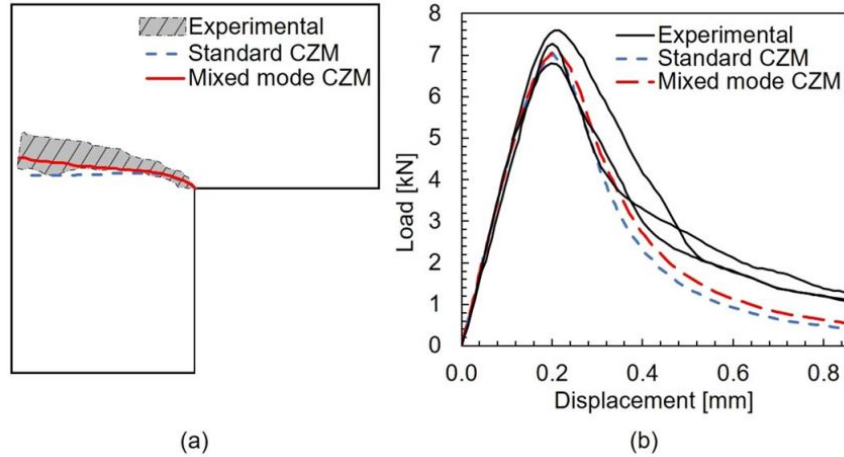 Experimental
Standard CZM
Mixed mode CZM
(a)
8
7
6
5
4
3
2
1
0
Load [kN]
Experimental
Standard CZM
Mixed mode CZM
0.0 0.2 0.4 0.6 0.8
Displacement [mm]
(b)